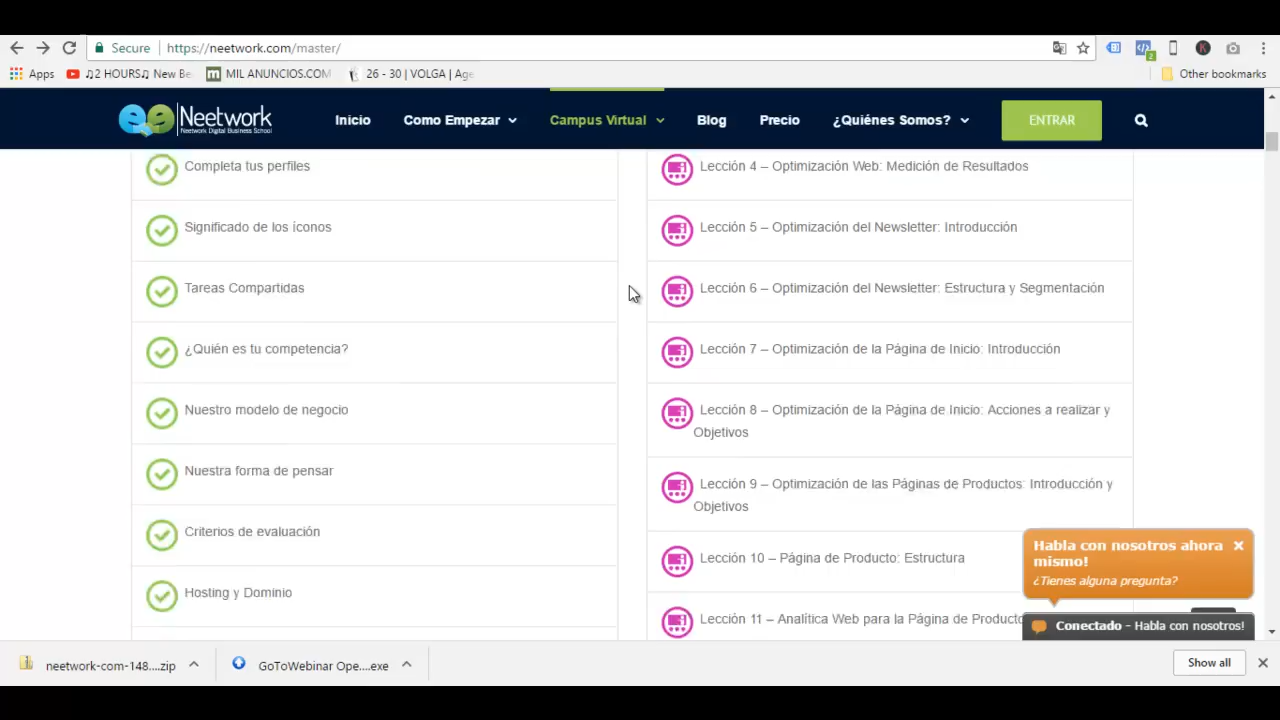 Secure
https://neetwork.com/master/
Apps
♫2 HOURS♫ New Be
MIL ANUNCIOS.COM
26 - 30 | VOLGA | Age
Other bookmarks
Neetwork
Neetwork Digital Business School
Inicio
Como Empezar
Campus Virtual
Blog
Precio
¿Quiénes Somos?
ENTRAR
Completa tus perfiles
Significado de los íconos
Tareas Compartidas
¿Quién es tu competencia?
Nuestro modelo de negocio
Nuestra forma de pensar
Criterios de evaluación
Hosting y Dominio
Lección 4 – Optimización Web: Medición de Resultados
Lección 5 – Optimización del Newsletter: Introducción
Lección 6 – Optimización del Newsletter: Estructura y Segmentación
Lección 7 – Optimización de la Página de Inicio: Introducción
Lección 8 – Optimización de la Página de Inicio: Acciones a realizar y
Objetivos
Lección 9 – Optimización de las Páginas de Productos: Introducción y
Objetivos
Lección 10 – Página de Producto: Estructura
Lección 11 – Analítica Web para la Página de Producto
Habla con nosotros ahora
mismo!
¿Tienes alguna pregunta?
Conectado - Habla con nosotros!
neetwork-com-148....zip
GoToWebinar Ope....exe
Show all